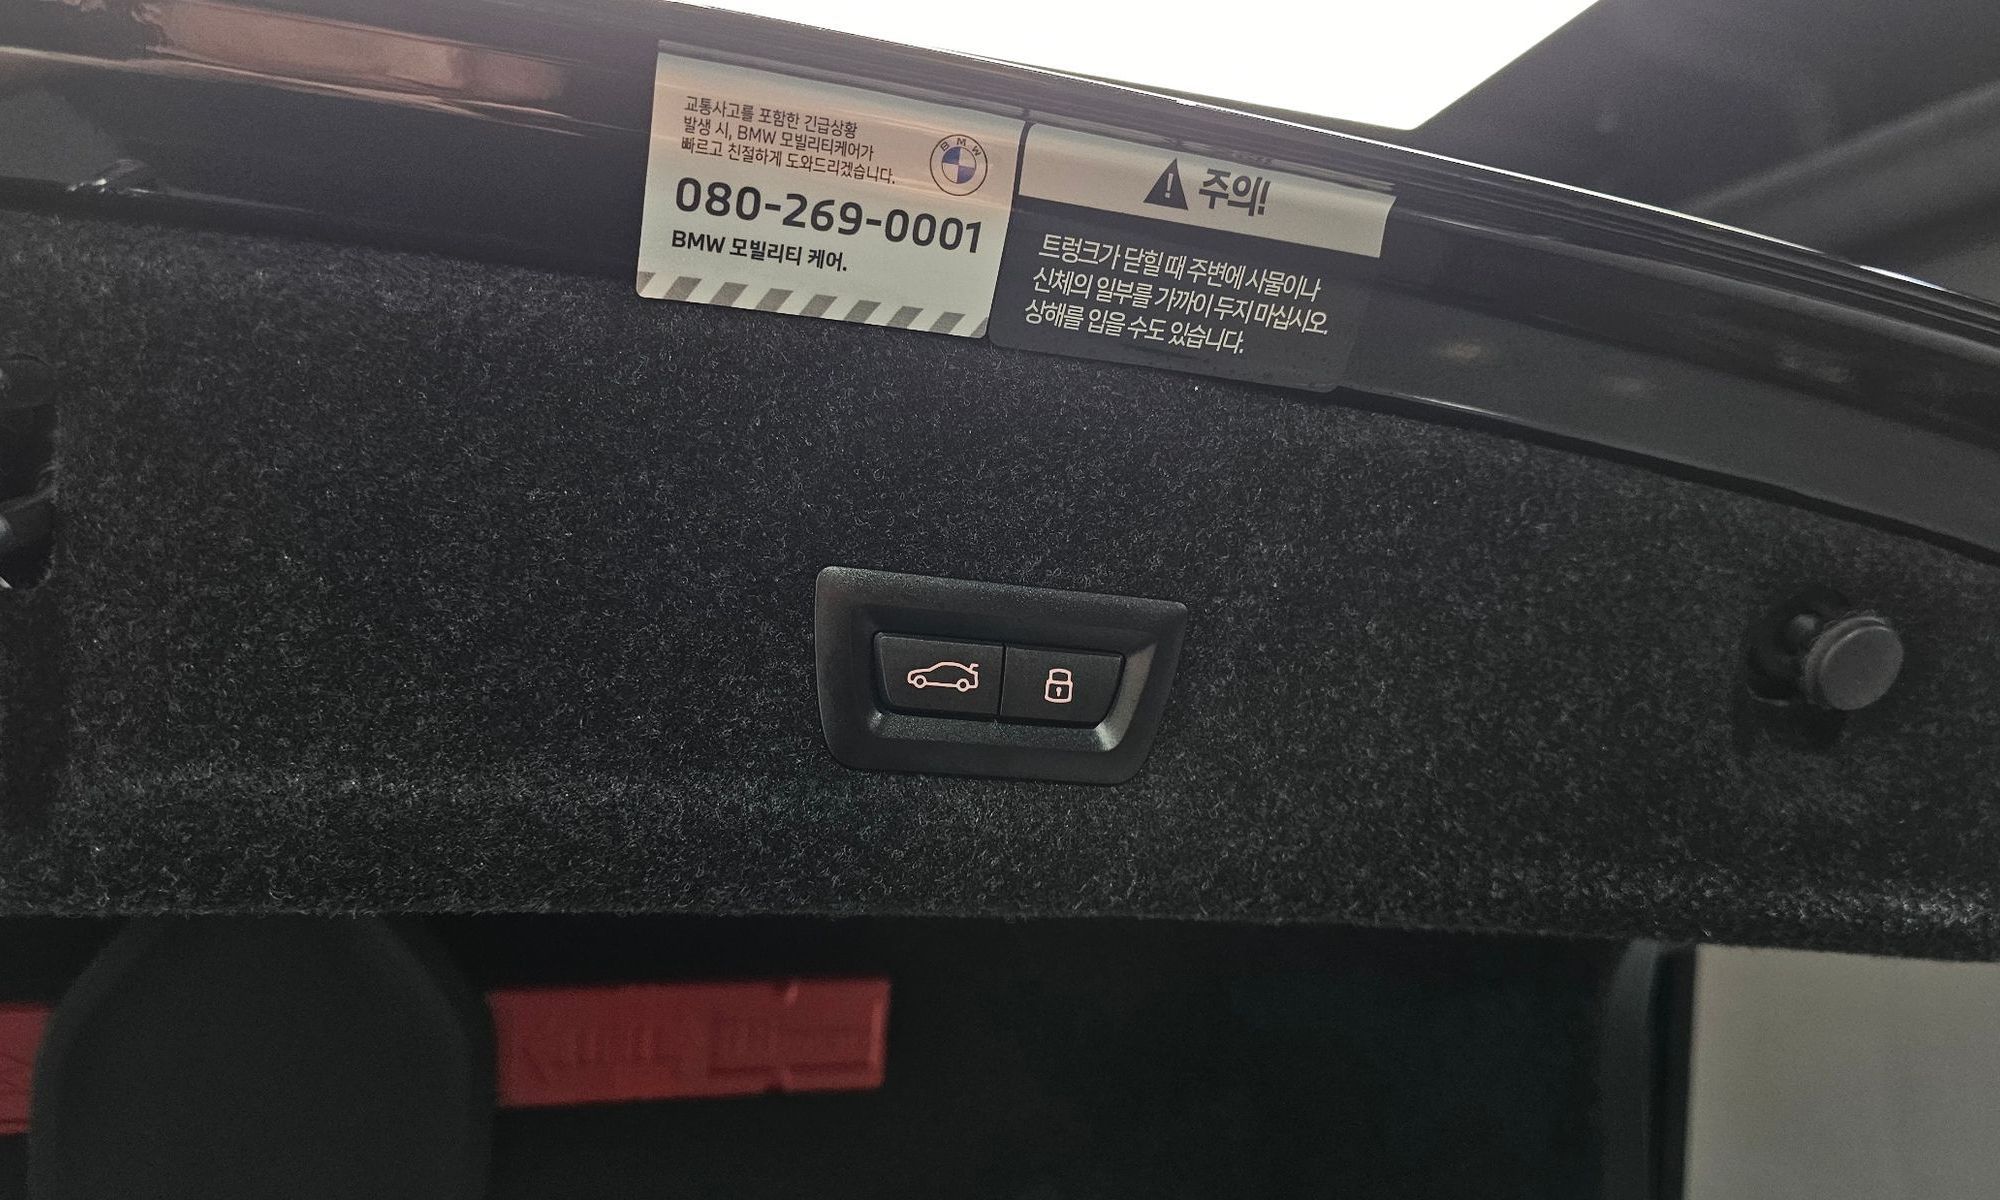 교통사고를 포함한 긴급상황
발생 시, BMW 모빌리티케어가
빠르고 친절하게 도와드리겠습니다.
BMW
080-269-0001
BMW 모빌리티 케어.
주의!
트렁크가 닫힐 때 주변에 사물이나
신체의 일부를 가까이 두지 마십시오.
상해를 입을 수도 있습니다.